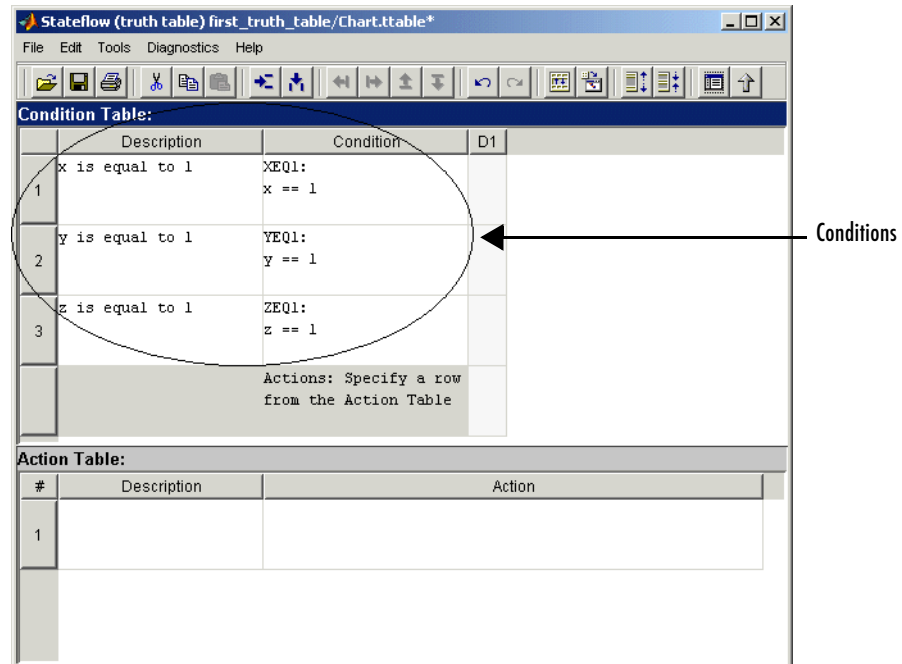 Stateflow (truth table) first_truth_table/Chart.ttable*
File Edit Tools Diagnostics Help
Condition Table:
Description Condition D1
1 x is equal to 1 XEQ1:
x == 1
2 y is equal to 1 YEQ1:
y == 1
3 z is equal to 1 ZEQ1:
z == 1
Actions: Specify a row
from the Action Table
Conditions
Action Table:
# Description Action
1